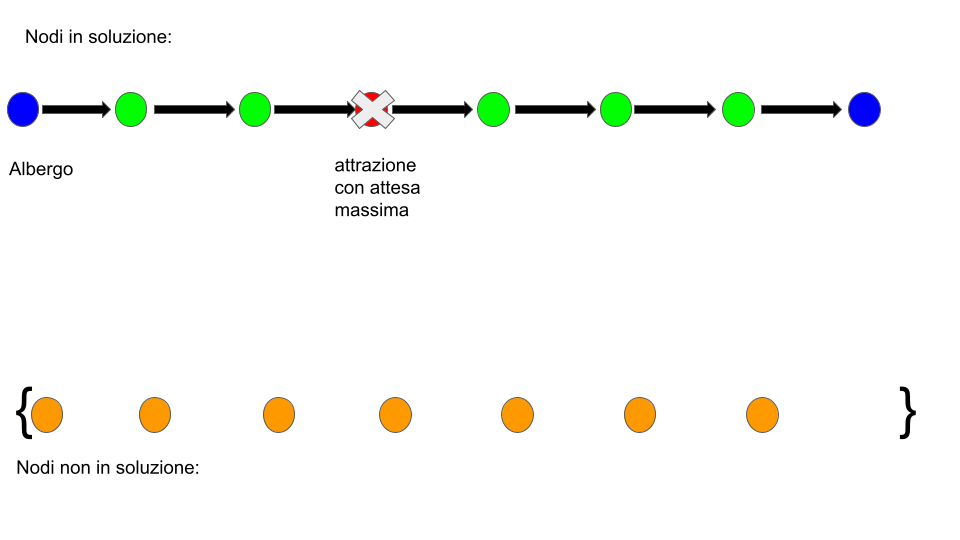 Nodi in soluzione:
Albergo
attrazione
con attesa
massima
{ }
Nodi non in soluzione: